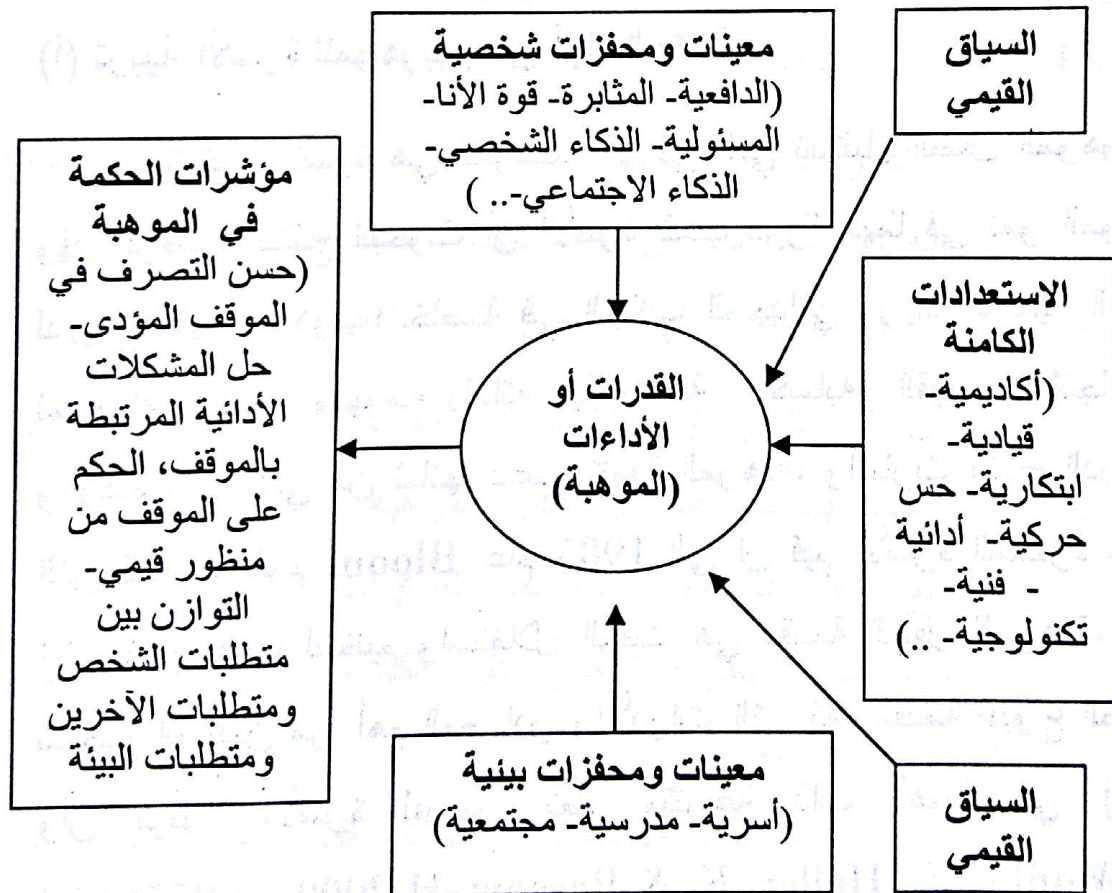 السياق
القيمي
معينات ومحفزات شخصية
(الدافعية- المثابرة- قوة الأنا-
المسئولية- الذكاء الشخصي-
الذكاء الاجتماعي-.. )
الاستعدادات
الكامنة
(أكاديمية-
قيادية-
ابتكارية- حس
حركية- أدائية
- فنية-
تكنولوجية- ..)
القدرات أو
الأداءات
(الموهبة)
مؤشرات الحكمة
في الموهبة
(حسن التصرف في
الموقف المؤدى-
حل المشكلات
الأدائية المرتبطة
بالموقف، الحكم
على الموقف من
منظور قيمي-
التوازن بين
متطلبات الشخص
ومتطلبات الآخرين
ومتطلبات البيئة
معينات ومحفزات بيئية
(أسرية- مدرسية- مجتمعية)
السياق
القيمي